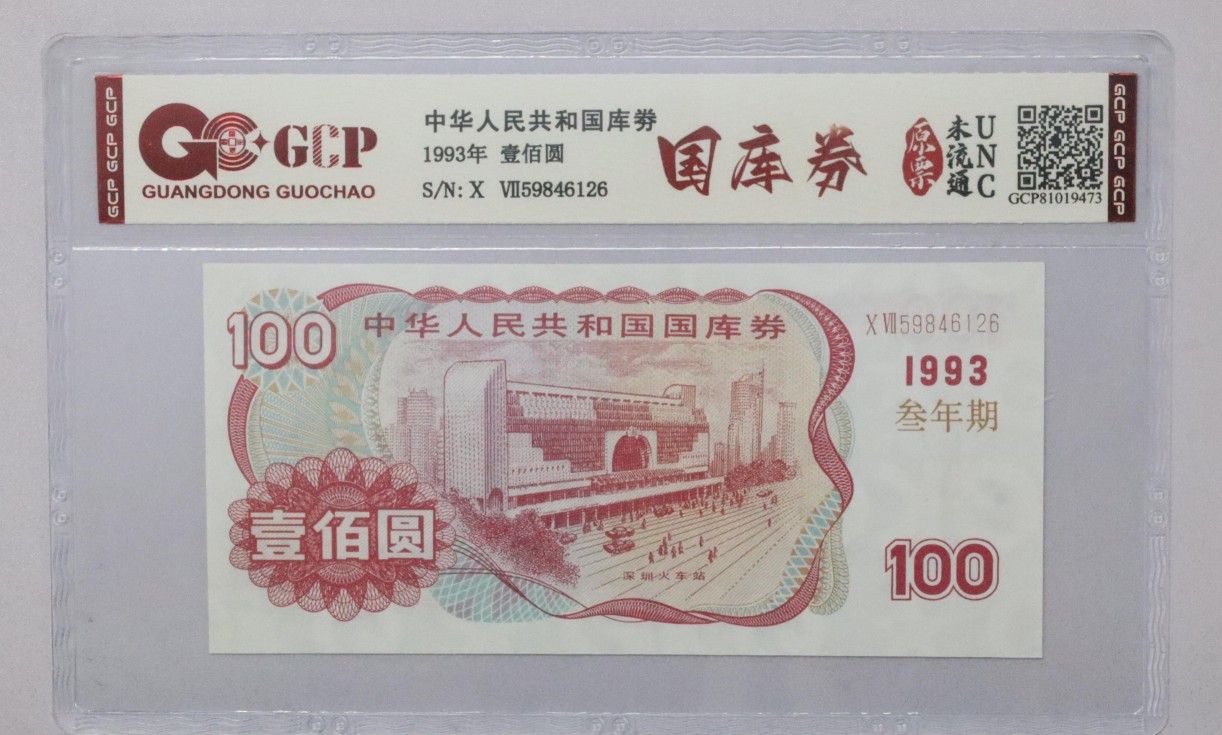 GCP GCP GCP
GC GCP
GUANGDONG GUOCHAO
中华人民共和国库券
1993年 壹佰圆
S/N: X Ⅶ59846126
国库券
原票
未流通
UNC
GCP81019473
GCP GCP GCP
100
中华人民共和国国库券
XⅦ59846126
1993
叁年期
壹佰圆
深圳火车站
100